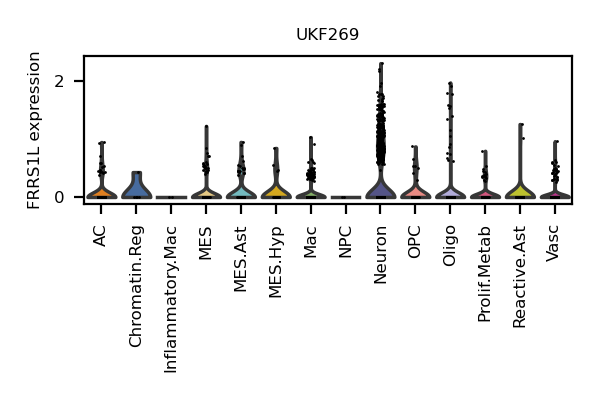 UKF269
FRRS1L expression
2
0
AC
Chromatin.Reg
Inflammatory.Mac
MES
MES.Ast
MES.Hyp
Mac
NPC
Neuron
OPC
Oligo
Prolif.Metab
Reactive.Ast
Vasc